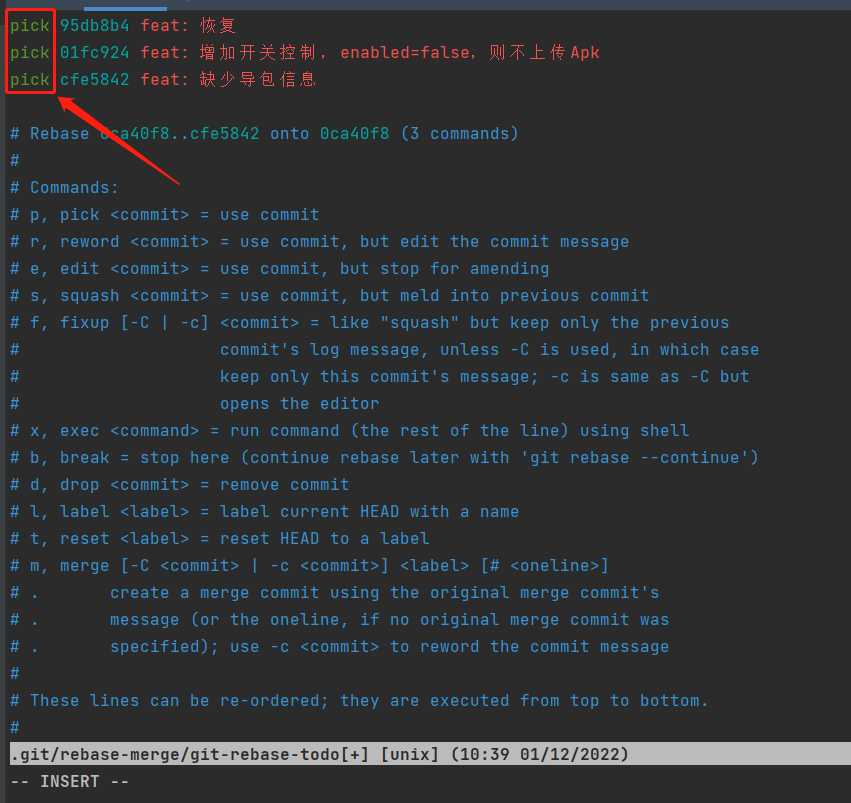 pick 95db8b4 feat: 恢复
pick 01fc924 feat: 增加开关控制，enabled=false，则不上传Apk
pick cfe5842 feat: 缺少导包信息
# Rebase 0ca40f8..cfe5842 onto 0ca40f8 (3 commands)
#
# Commands:
# p, pick <commit> = use commit
# r, reword <commit> = use commit, but edit the commit message
# e, edit <commit> = use commit, but stop for amending
# s, squash <commit> = use commit, but meld into previous commit
# f, fixup [-C | -c] <commit> = like "squash" but keep only the previous
#                    commit's log message, unless -C is used, in which case
#                    keep only this commit's message; -c is same as -C but
#                    opens the editor
# x, exec <command> = run command (the rest of the line) using shell
# b, break = stop here (continue rebase later with 'git rebase --continue')
# d, drop <commit> = remove commit
# l, label <label> = label current HEAD with a name
# t, reset <label> = reset HEAD to a label
# m, merge [-C <commit> | -c <commit>] <label> [# <oneline>]
# .       create a merge commit using the original merge commit's
# .       message (or the oneline, if no original merge commit was
# .       specified); use -c <commit> to reword the commit message
#
# These lines can be re-ordered; they are executed from top to bottom.
#
.git/rebase-merge/git-rebase-todo[+] [unix] (10:39 01/12/2022)
-- INSERT --